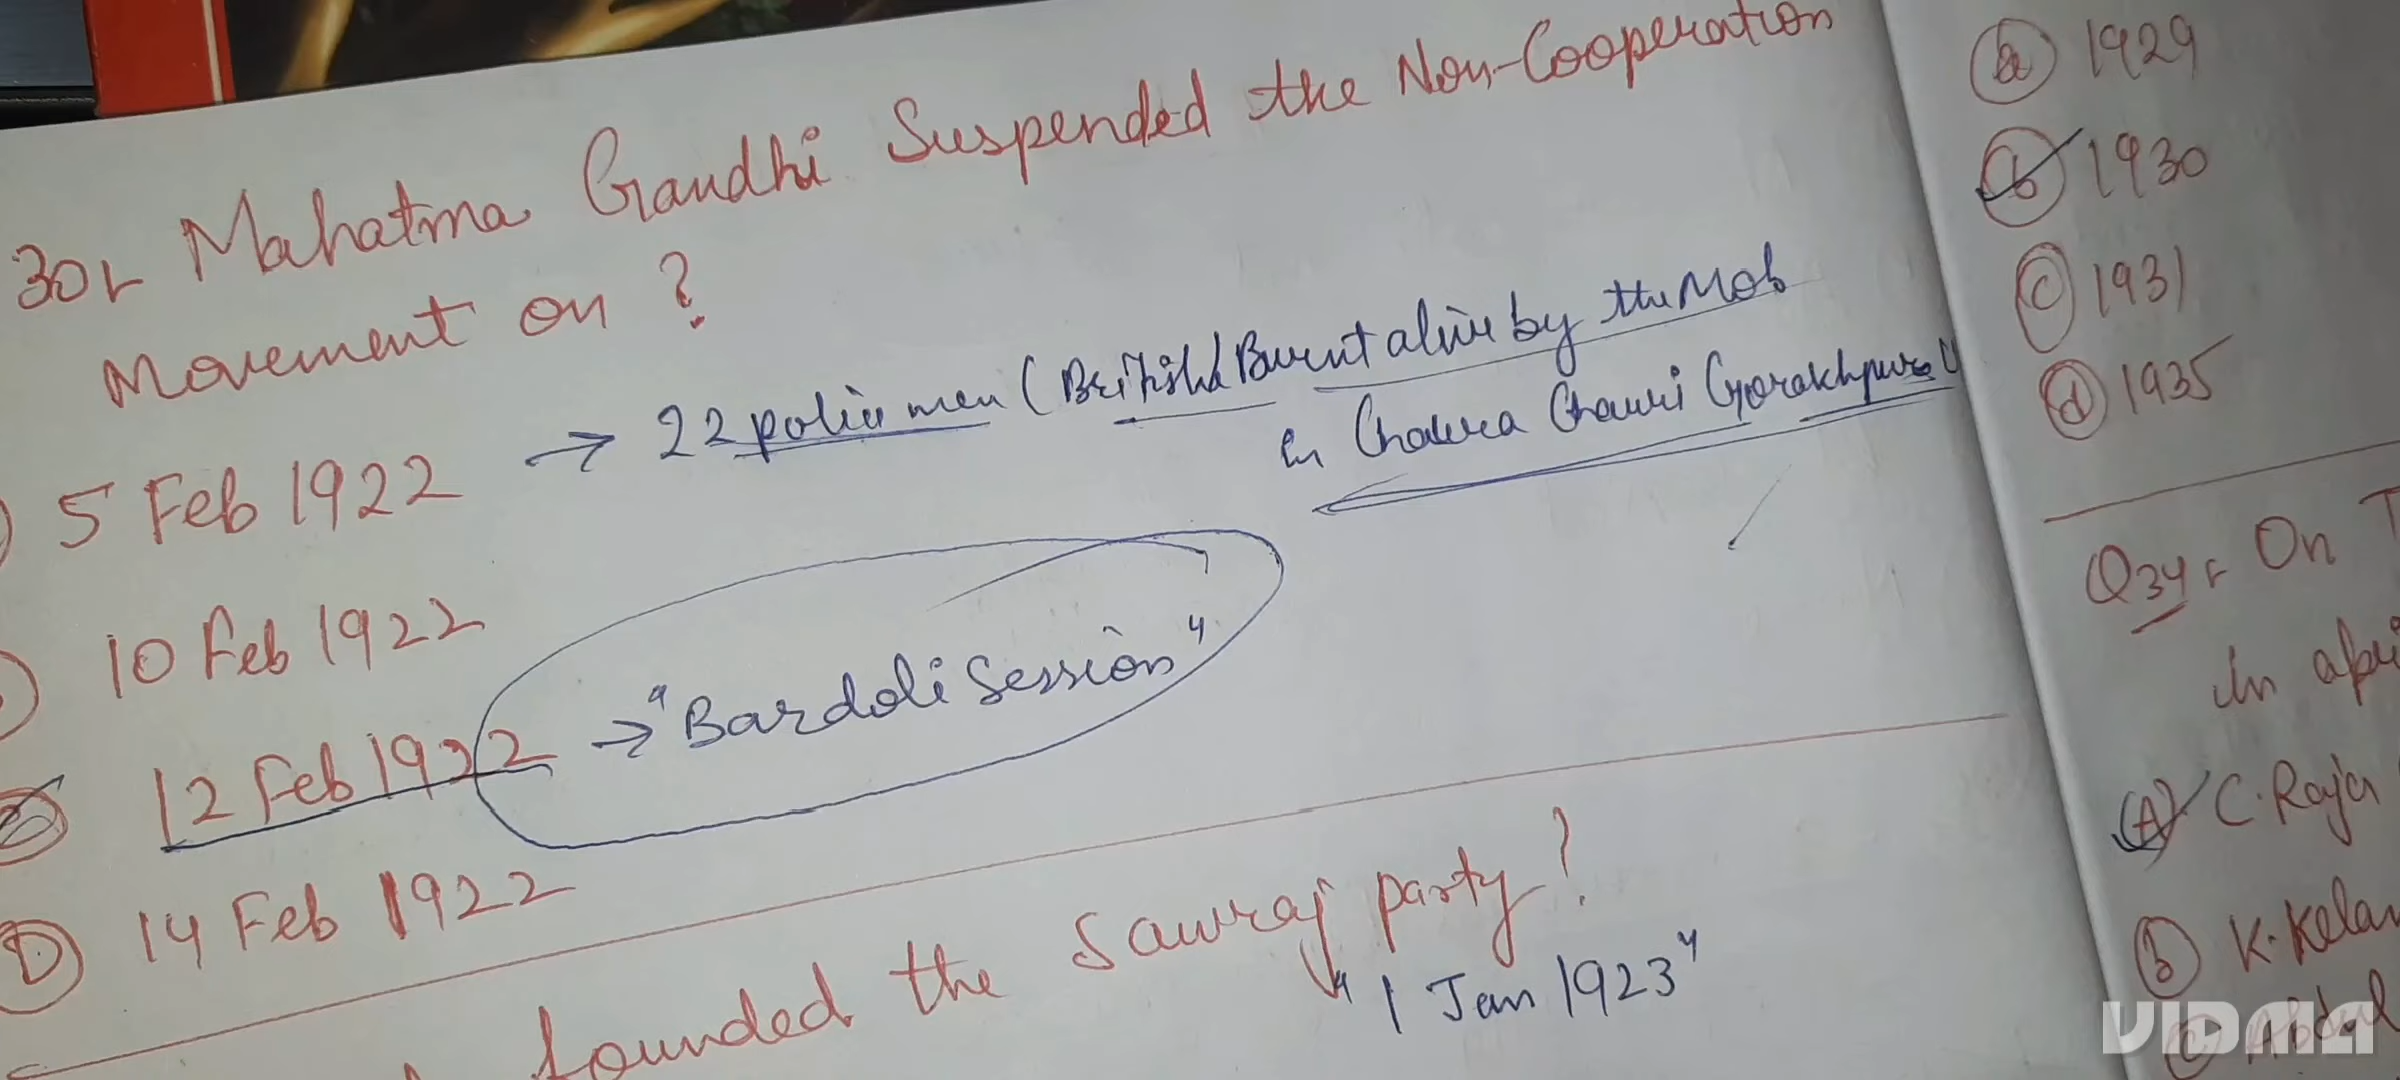 30. Mahatma Gandhi Suspended the Non-Cooperation
Movement on ?
5 Feb 1922 → 22 police men (British) Burnt alive by the Mob
in Chaura Chauri Gorakhpur
10 Feb 1922
12 Feb 1922 → "Bardoli Session"
D 14 Feb 1922
founded the Sawraj party?
"1 Jan 1923"
a 1929
b 1930
c 1931
d 1935
Q34. On
In
A C. Raja
b K. Kelan
c Abdul
VIDMA